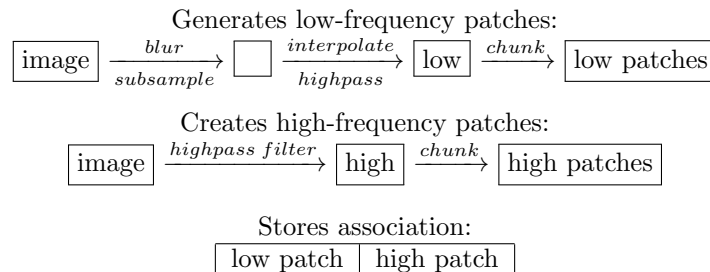 Generates low-frequency patches:
blur interpolate chunk
image low low patches
subsample highpass
Creates high-frequency patches:
highpass filter chunk
image high high patches
Stores association:
low patch high patch